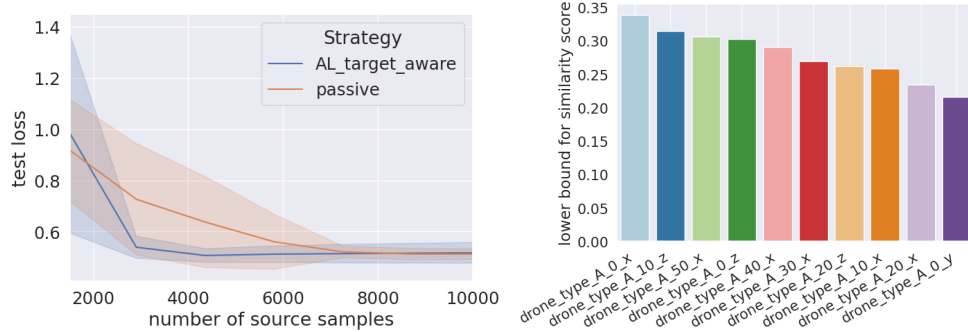 1.4
1.2
1.0
0.8
0.6
test loss
2000
4000
6000
8000
10000
number of source samples
Strategy
AL_target_aware
passive
0.35
0.30
0.25
0.20
0.15
0.10
0.05
0.00
lower bound for similarity score
drone_type_A_0_x
drone_type_A_10_z
drone_type_A_50_x
drone_type_A_0_z
drone_type_A_40_x
drone_type_A_30_x
drone_type_A_20_z
drone_type_A_10_x
drone_type_A_20_x
drone_type_A_0_y